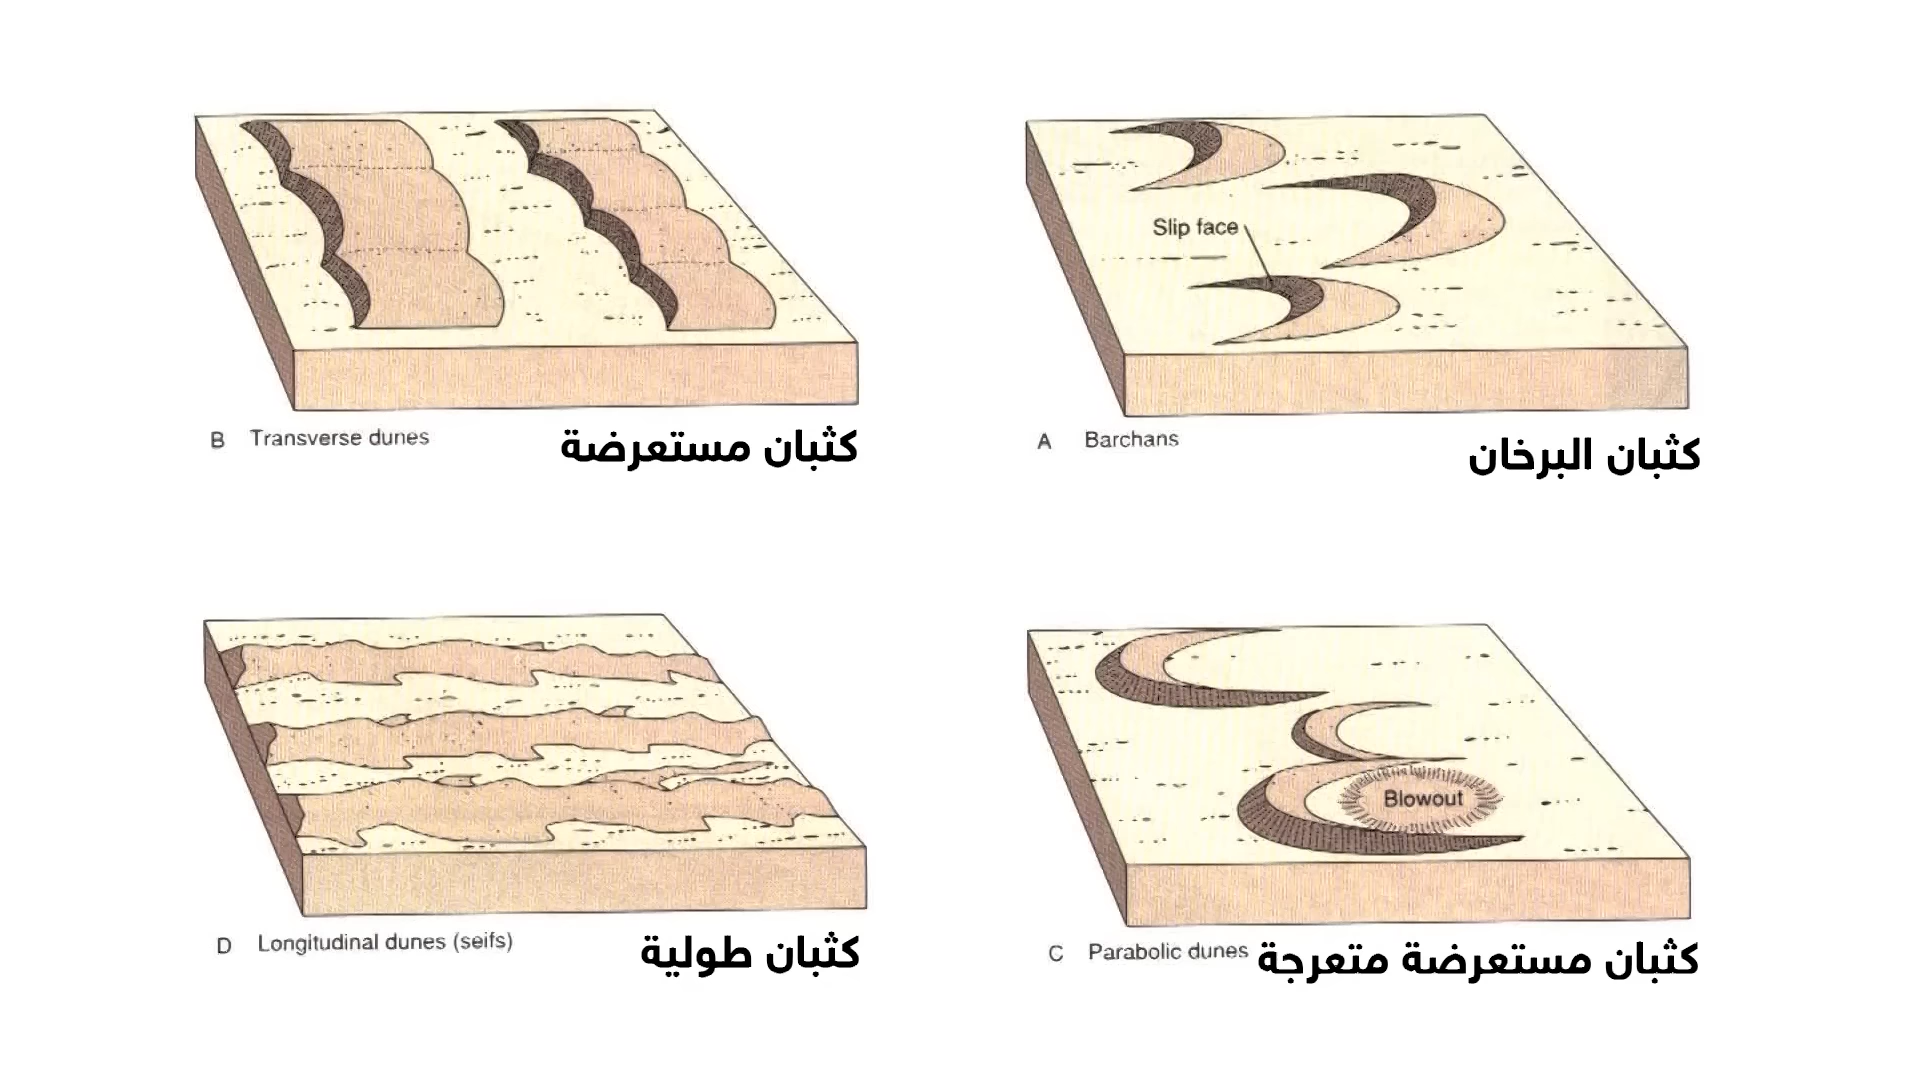 Slip face
A Barchans
كثبان البرخان
B Transverse dunes
كثبان مستعرضة
Blowout
C Parabolic dunes
كثبان مستعرضة متعرجة
D Longitudinal dunes (seifs)
كثبان طولية